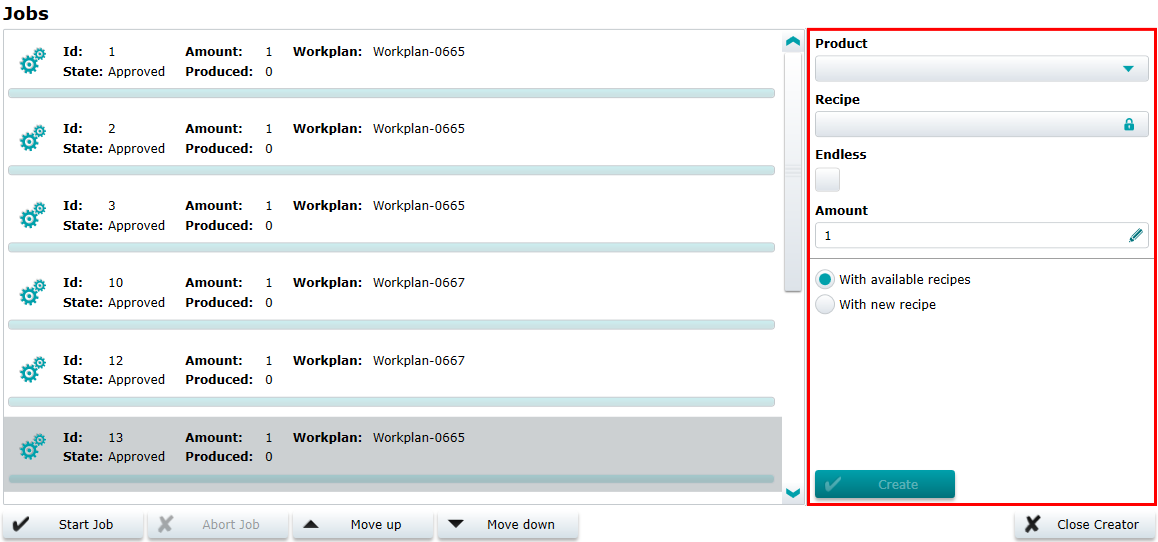 Jobs
Id: 1 Amount: 1 Workplan: Workplan-0665
State: Approved Produced: 0
Id: 2 Amount: 1 Workplan: Workplan-0665
State: Approved Produced: 0
Id: 3 Amount: 1 Workplan: Workplan-0665
State: Approved Produced: 0
Id: 10 Amount: 1 Workplan: Workplan-0667
State: Approved Produced: 0
Id: 12 Amount: 1 Workplan: Workplan-0667
State: Approved Produced: 0
Id: 13 Amount: 1 Workplan: Workplan-0665
State: Approved Produced: 0
Product
Recipe
Endless
Amount
1
With available recipes
With new recipe
Create
Start Job Abort Job Move up Move down Close Creator